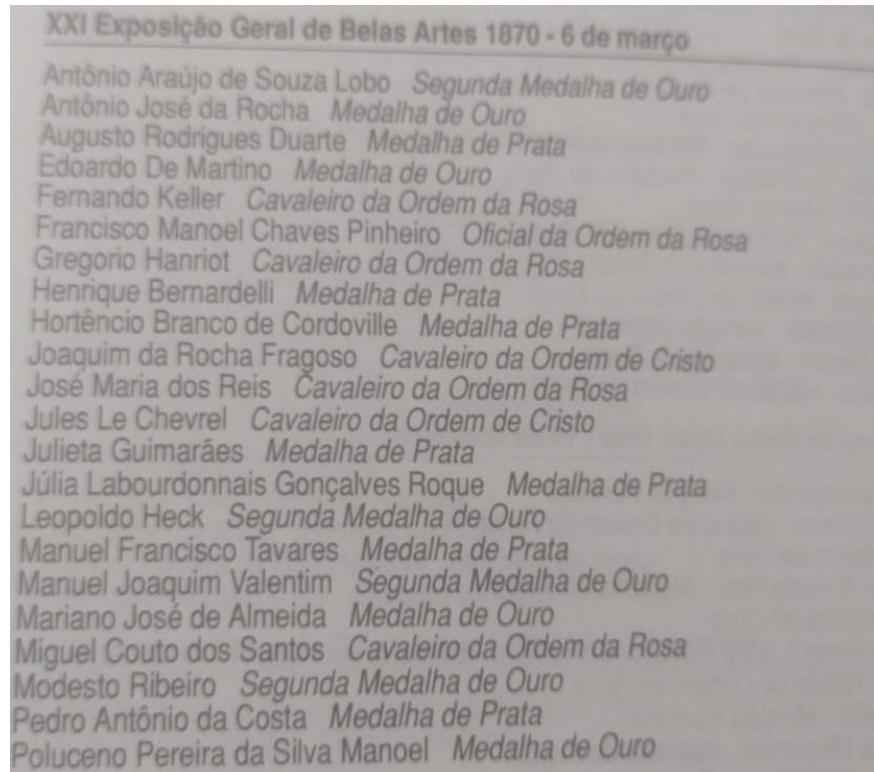 XXI Exposição Geral de Belas Artes 1870 - 6 de março
Antônio Araújo de Souza Lobo Segunda Medalha de Ouro
Antônio José da Rocha Medalha de Ouro
Augusto Rodrigues Duarte Medalha de Prata
Edoardo De Martino Medalha de Ouro
Fernando Keller Cavaleiro da Ordem da Rosa
Francisco Manoel Chaves Pinheiro Oficial da Ordem da Rosa
Gregorio Hanriot Cavaleiro da Ordem da Rosa
Henrique Bernardelli Medalha de Prata
Hortêncio Branco de Cordoville Medalha de Prata
Joaquim da Rocha Fragoso Cavaleiro da Ordem de Cristo
José Maria dos Reis Cavaleiro da Ordem da Rosa
Jules Le Chevrel Cavaleiro da Ordem de Cristo
Julieta Guimarães Medalha de Prata
Júlia Labourdonnais Gonçalves Roque Medalha de Prata
Leopoldo Heck Segunda Medalha de Ouro
Manuel Francisco Tavares Medalha de Prata
Manuel Joaquim Valentim Segunda Medalha de Ouro
Mariano José de Almeida Medalha de Ouro
Miguel Couto dos Santos Cavaleiro da Ordem da Rosa
Modesto Ribeiro Segunda Medalha de Ouro
Pedro Antônio da Costa Medalha de Prata
Poluceno Pereira da Silva Manoel Medalha de Ouro